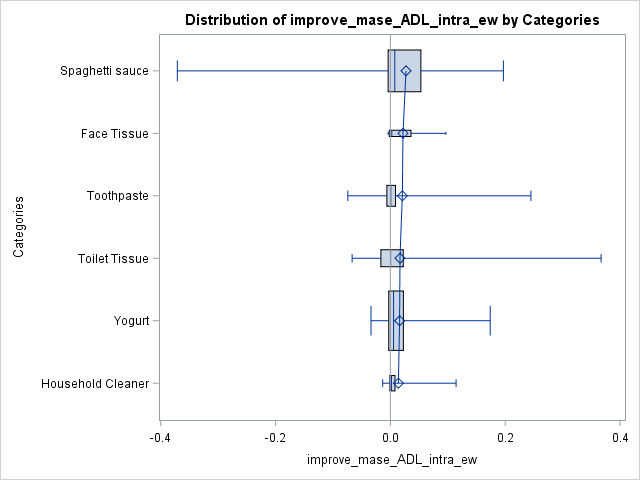 Distribution of improve_mase_ADL_intra_ew by Categories
Categories
Spaghetti sauce
Face Tissue
Toothpaste
Toilet Tissue
Yogurt
Household Cleaner
-0.4 -0.2 0.0 0.2 0.4
improve_mase_ADL_intra_ew